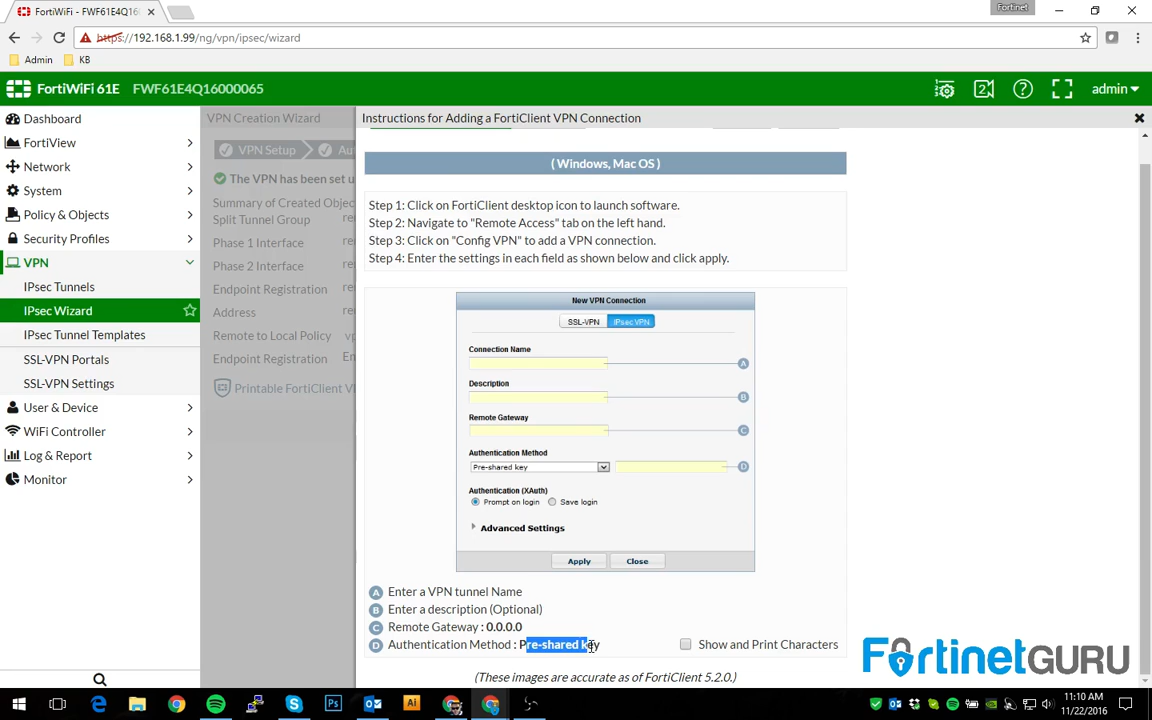 FortiWiFi - FWF61E4Q16
Fortinet
https://192.168.1.99/ng/vpn/ipsec/wizard
Admin
KB
FortiWiFi 61E
FWF61E4Q16000065
admin
Dashboard
FortiView
Network
System
Policy & Objects
Security Profiles
VPN
IPsec Tunnels
IPsec Wizard
IPsec Tunnel Templates
SSL-VPN Portals
SSL-VPN Settings
User & Device
WiFi Controller
Log & Report
Monitor
VPN Creation Wizard
VPN Setup
Au
The VPN has been set u
Summary of Created Obje
Split Tunnel Group
re
Phase 1 Interface
re
Phase 2 Interface
re
Endpoint Registration
Address
re
Remote to Local Policy
vp
Endpoint Registration
En
Printable FortiClient V
Instructions for Adding a FortiClient VPN Connection
( Windows, Mac OS )
Step 1: Click on FortiClient desktop icon to launch software.
Step 2: Navigate to "Remote Access" tab on the left hand.
Step 3: Click on "Config VPN" to add a VPN connection.
Step 4: Enter the settings in each field as shown below and click apply.
New VPN Connection
SSL-VPN
IPsec VPN
Connection Name
A
Description
B
Remote Gateway
C
Authentication Method
Pre-shared key
D
Authentication (XAuth)
Prompt on login
Save login
Advanced Settings
Apply
Close
A Enter a VPN tunnel Name
B Enter a description (Optional)
C Remote Gateway : 0.0.0.0
D Authentication Method : Pre-shared key
Show and Print Characters
(These images are accurate as of FortiClient 5.2.0.)
FortinetGURU
11:10 AM
11/22/2016